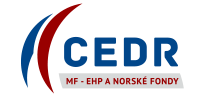 CEDR
MF - EHP A NORSKÉ FONDY